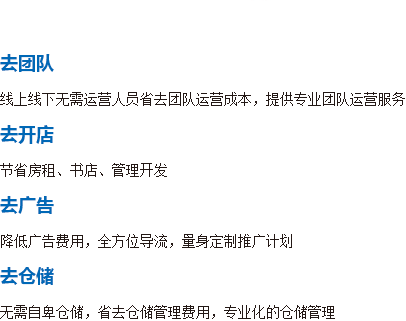 去团队
线上线下无需运营人员省去团队运营成本，提供专业团队运营服务
去开店
节省房租、书店、管理开发
去广告
降低广告费用，全方位导流，量身定制推广计划
去仓储
无需自卑仓储，省去仓储管理费用，专业化的仓储管理